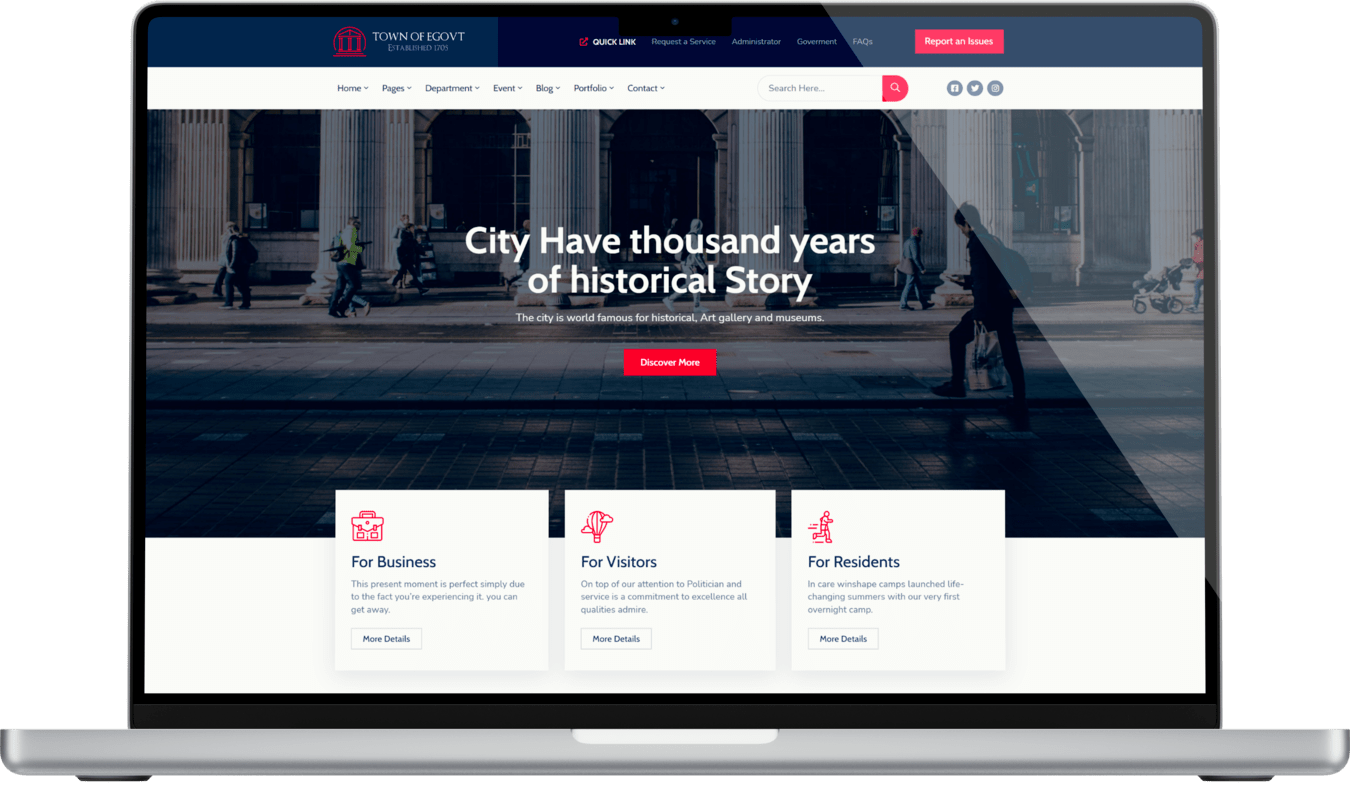 TOWN OF EGOVT
ESTABLISHED 1705
QUICK LINK Request a Service Administrator Goverment FAQs Report an Issues
Home Pages Department Event Blog Portfolio Contact Search Here...
City Have thousand years
of historical Story
The city is world famous for historical, Art gallery and museums.
Discover More
For Business
This present moment is perfect simply due
to the fact you're experiencing it. you can
get away.
More Details
For Visitors
On top of our attention to Politician and
service is a commitment to excellence all
qualities admire.
More Details
For Residents
In care winshape camps launched life-
changing summers with our very first
overnight camp.
More Details